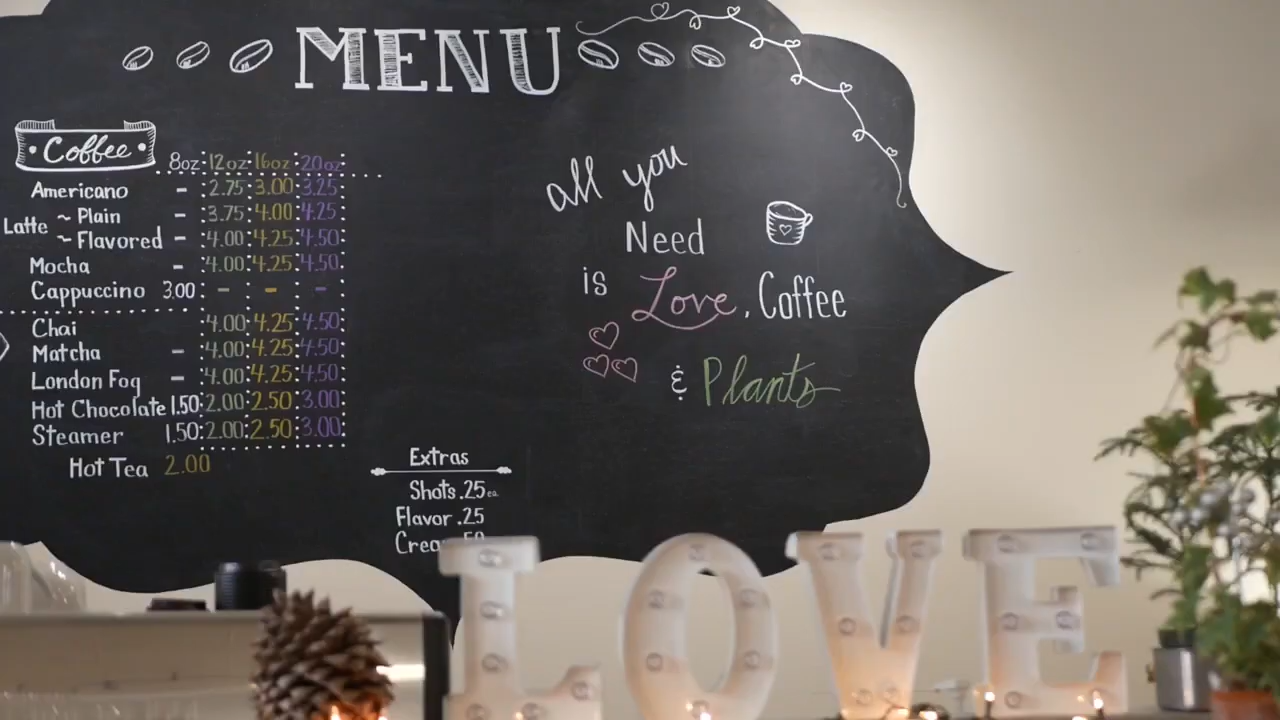 MENU
Coffee 8oz 12oz 16oz 20oz
Americano - 2.75 3.00 3.25
Latte ~ Plain - 3.75 4.00 4.25
~ Flavored - 4.00 4.25 4.50
Mocha - 4.00 4.25 4.50
Cappuccino 3.00 - - -
Chai 4.00 4.25 4.50
Matcha - 4.00 4.25 4.50
London Fog - 4.00 4.25 4.50
Hot Chocolate 1.50 2.00 2.50 3.00
Steamer 1.50 2.00 2.50 3.00
Hot Tea 2.00
Extras
Shots .25 ea.
Flavor .25
all you
Need
is Love, Coffee
& Plants
LOVE